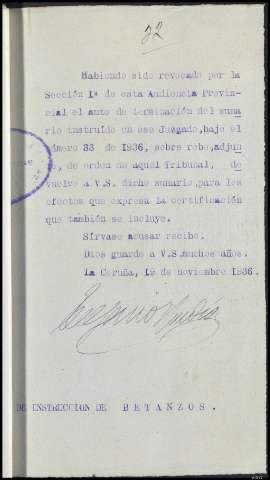 22
Habiendo sido revocado por la
Sección 1ª de esta Audiencia Provin-
cial el auto de terminación del suma
rio instruído en ese Juzgado, bajo el
número 33 de 1936, sobre robo, adjun-
to, de orden de aquel Tribunal, de
vuelve a V.S. dicho sumario, para los
efectos que expresa la certificación
que también se incluye.
Sírvase acusar recibo.
Dios guarde a V.S. muchos años.
La Coruña, de noviembre 1936.
DE INSTRUCCION DE BETANZOS.